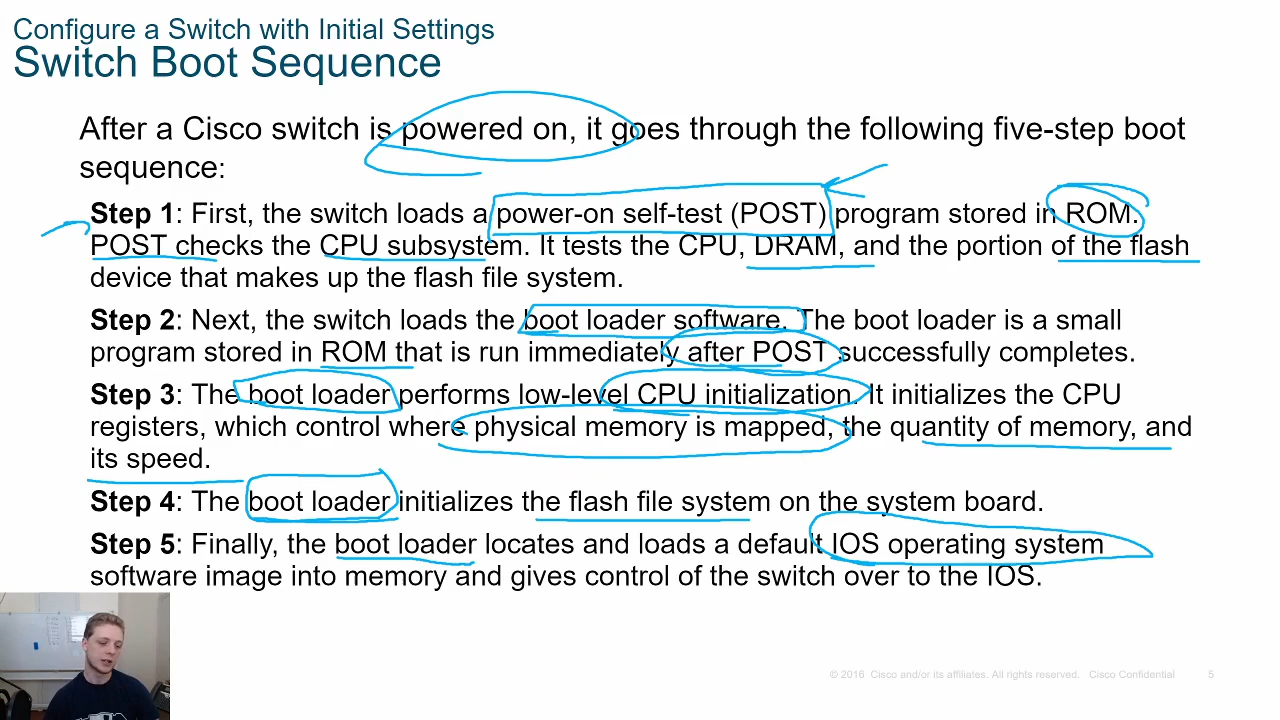 Configure a Switch with Initial Settings
Switch Boot Sequence
After a Cisco switch is powered on, it goes through the following five-step boot
sequence:
Step 1: First, the switch loads a power-on self-test (POST) program stored in ROM.
POST checks the CPU subsystem. It tests the CPU, DRAM, and the portion of the flash
device that makes up the flash file system.
Step 2: Next, the switch loads the boot loader software. The boot loader is a small
program stored in ROM that is run immediately after POST successfully completes.
Step 3: The boot loader performs low-level CPU initialization. It initializes the CPU
registers, which control where physical memory is mapped, the quantity of memory, and
its speed.
Step 4: The boot loader initializes the flash file system on the system board.
Step 5: Finally, the boot loader locates and loads a default IOS operating system
software image into memory and gives control of the switch over to the IOS.
© 2016 Cisco and/or its affiliates. All rights reserved. Cisco Confidential 5